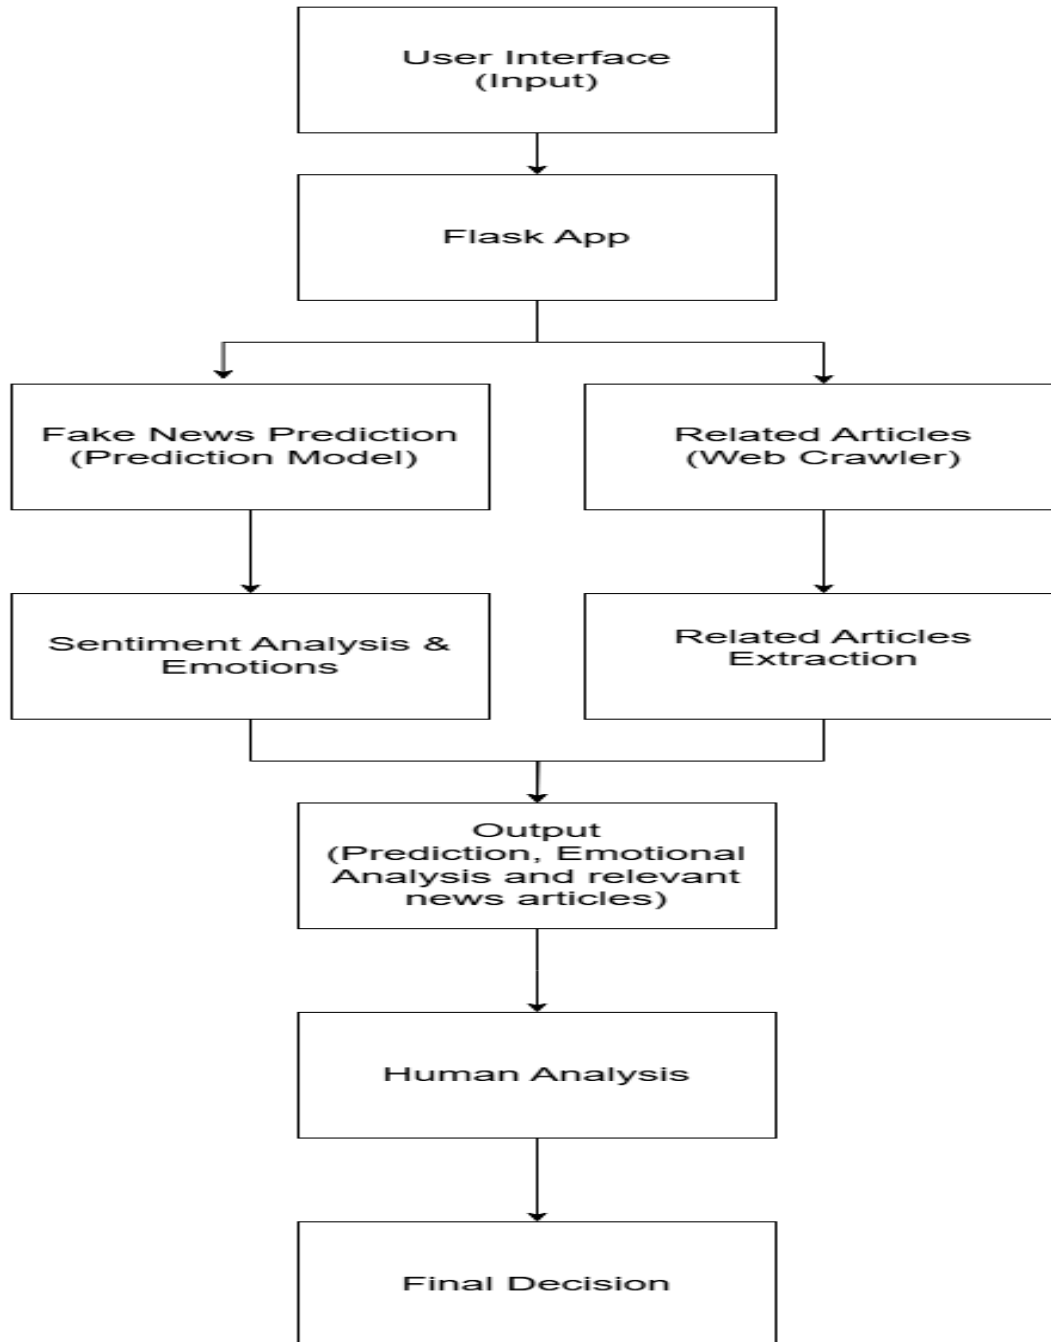 User Interface
(Input)
Flask App
Fake News Prediction
(Prediction Model)
Related Articles
(Web Crawler)
Sentiment Analysis &
Emotions
Related Articles
Extraction
Output
(Prediction, Emotional
Analysis and relevant
news articles)
Human Analysis
Final Decision